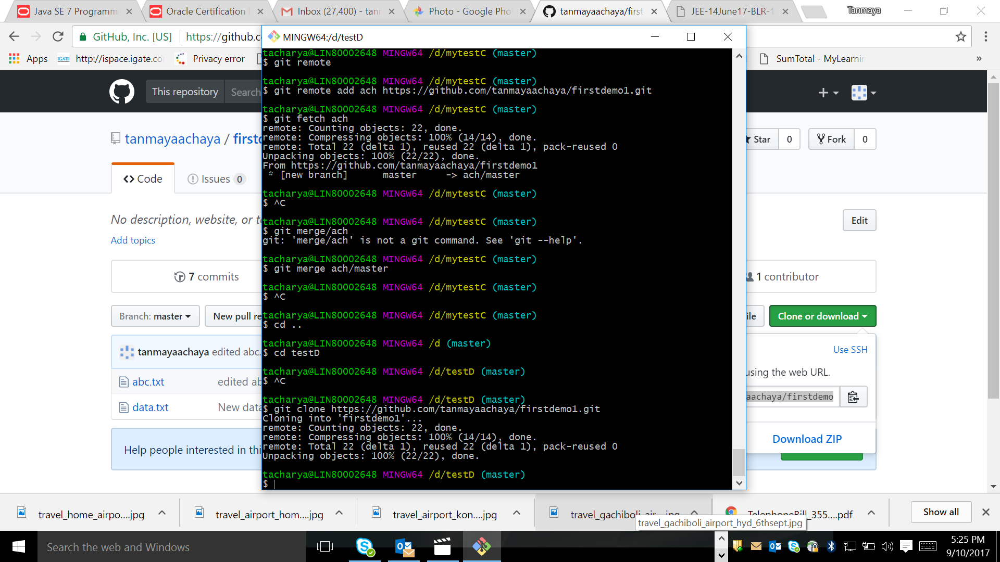 Java SE 7 Programm
Oracle Certification
Inbox (27,400) - tan
Photo - Google Pho
tanmayaachaya/first
JEE-14June17-BLR-1
Tanmaya
GitHub, Inc. [US]
https://github.c
Apps
http://ispace.igate.co
Privacy error
SumTotal - MyLearnin
»
This repository
Search
tanmayaachaya / firstd
Star
0
Fork
0
Code
Issues 0
No description, website, or to
Edit
Add topics
7 commits
1 contributor
Branch: master
New pull re
ile
Clone or download
tanmayaachaya edited abc.
abc.txt
edited ab
data.txt
New data
Help people interested in thi
Use SSH
using the web URL.
aachaya/firstdemo
Download ZIP
MINGW64:/d/testD
tacharya@LIN80002648 MINGW64 /d/mytestC (master)
$ git remote
tacharya@LIN80002648 MINGW64 /d/mytestC (master)
$ git remote add ach https://github.com/tanmayaachaya/firstdemo1.git
tacharya@LIN80002648 MINGW64 /d/mytestC (master)
$ git fetch ach
remote: Counting objects: 22, done.
remote: Compressing objects: 100% (14/14), done.
remote: Total 22 (delta 1), reused 22 (delta 1), pack-reused 0
Unpacking objects: 100% (22/22), done.
From https://github.com/tanmayaachaya/firstdemo1
* [new branch]      master     -> ach/master
tacharya@LIN80002648 MINGW64 /d/mytestC (master)
$ ^C
tacharya@LIN80002648 MINGW64 /d/mytestC (master)
$ git merge/ach
git: 'merge/ach' is not a git command. See 'git --help'.
tacharya@LIN80002648 MINGW64 /d/mytestC (master)
$ git merge ach/master
tacharya@LIN80002648 MINGW64 /d/mytestC (master)
$ ^C
tacharya@LIN80002648 MINGW64 /d/mytestC (master)
$ cd ..
tacharya@LIN80002648 MINGW64 /d (master)
$ cd testD
tacharya@LIN80002648 MINGW64 /d/testD (master)
$ ^C
tacharya@LIN80002648 MINGW64 /d/testD (master)
$ git clone https://github.com/tanmayaachaya/firstdemo1.git
Cloning into 'firstdemo1'...
remote: Counting objects: 22, done.
remote: Compressing objects: 100% (14/14), done.
remote: Total 22 (delta 1), reused 22 (delta 1), pack-reused 0
Unpacking objects: 100% (22/22), done.
tacharya@LIN80002648 MINGW64 /d/testD (master)
$
travel_home_airpo....jpg
travel_airport_hom....jpg
travel_airport_kon....jpg
travel_gachiboli_air....jpg
TelephoneBill_355....pdf
Show all
travel_gachiboli_airport_hyd_6thsept.jpg
Search the web and Windows
5:25 PM
9/10/2017